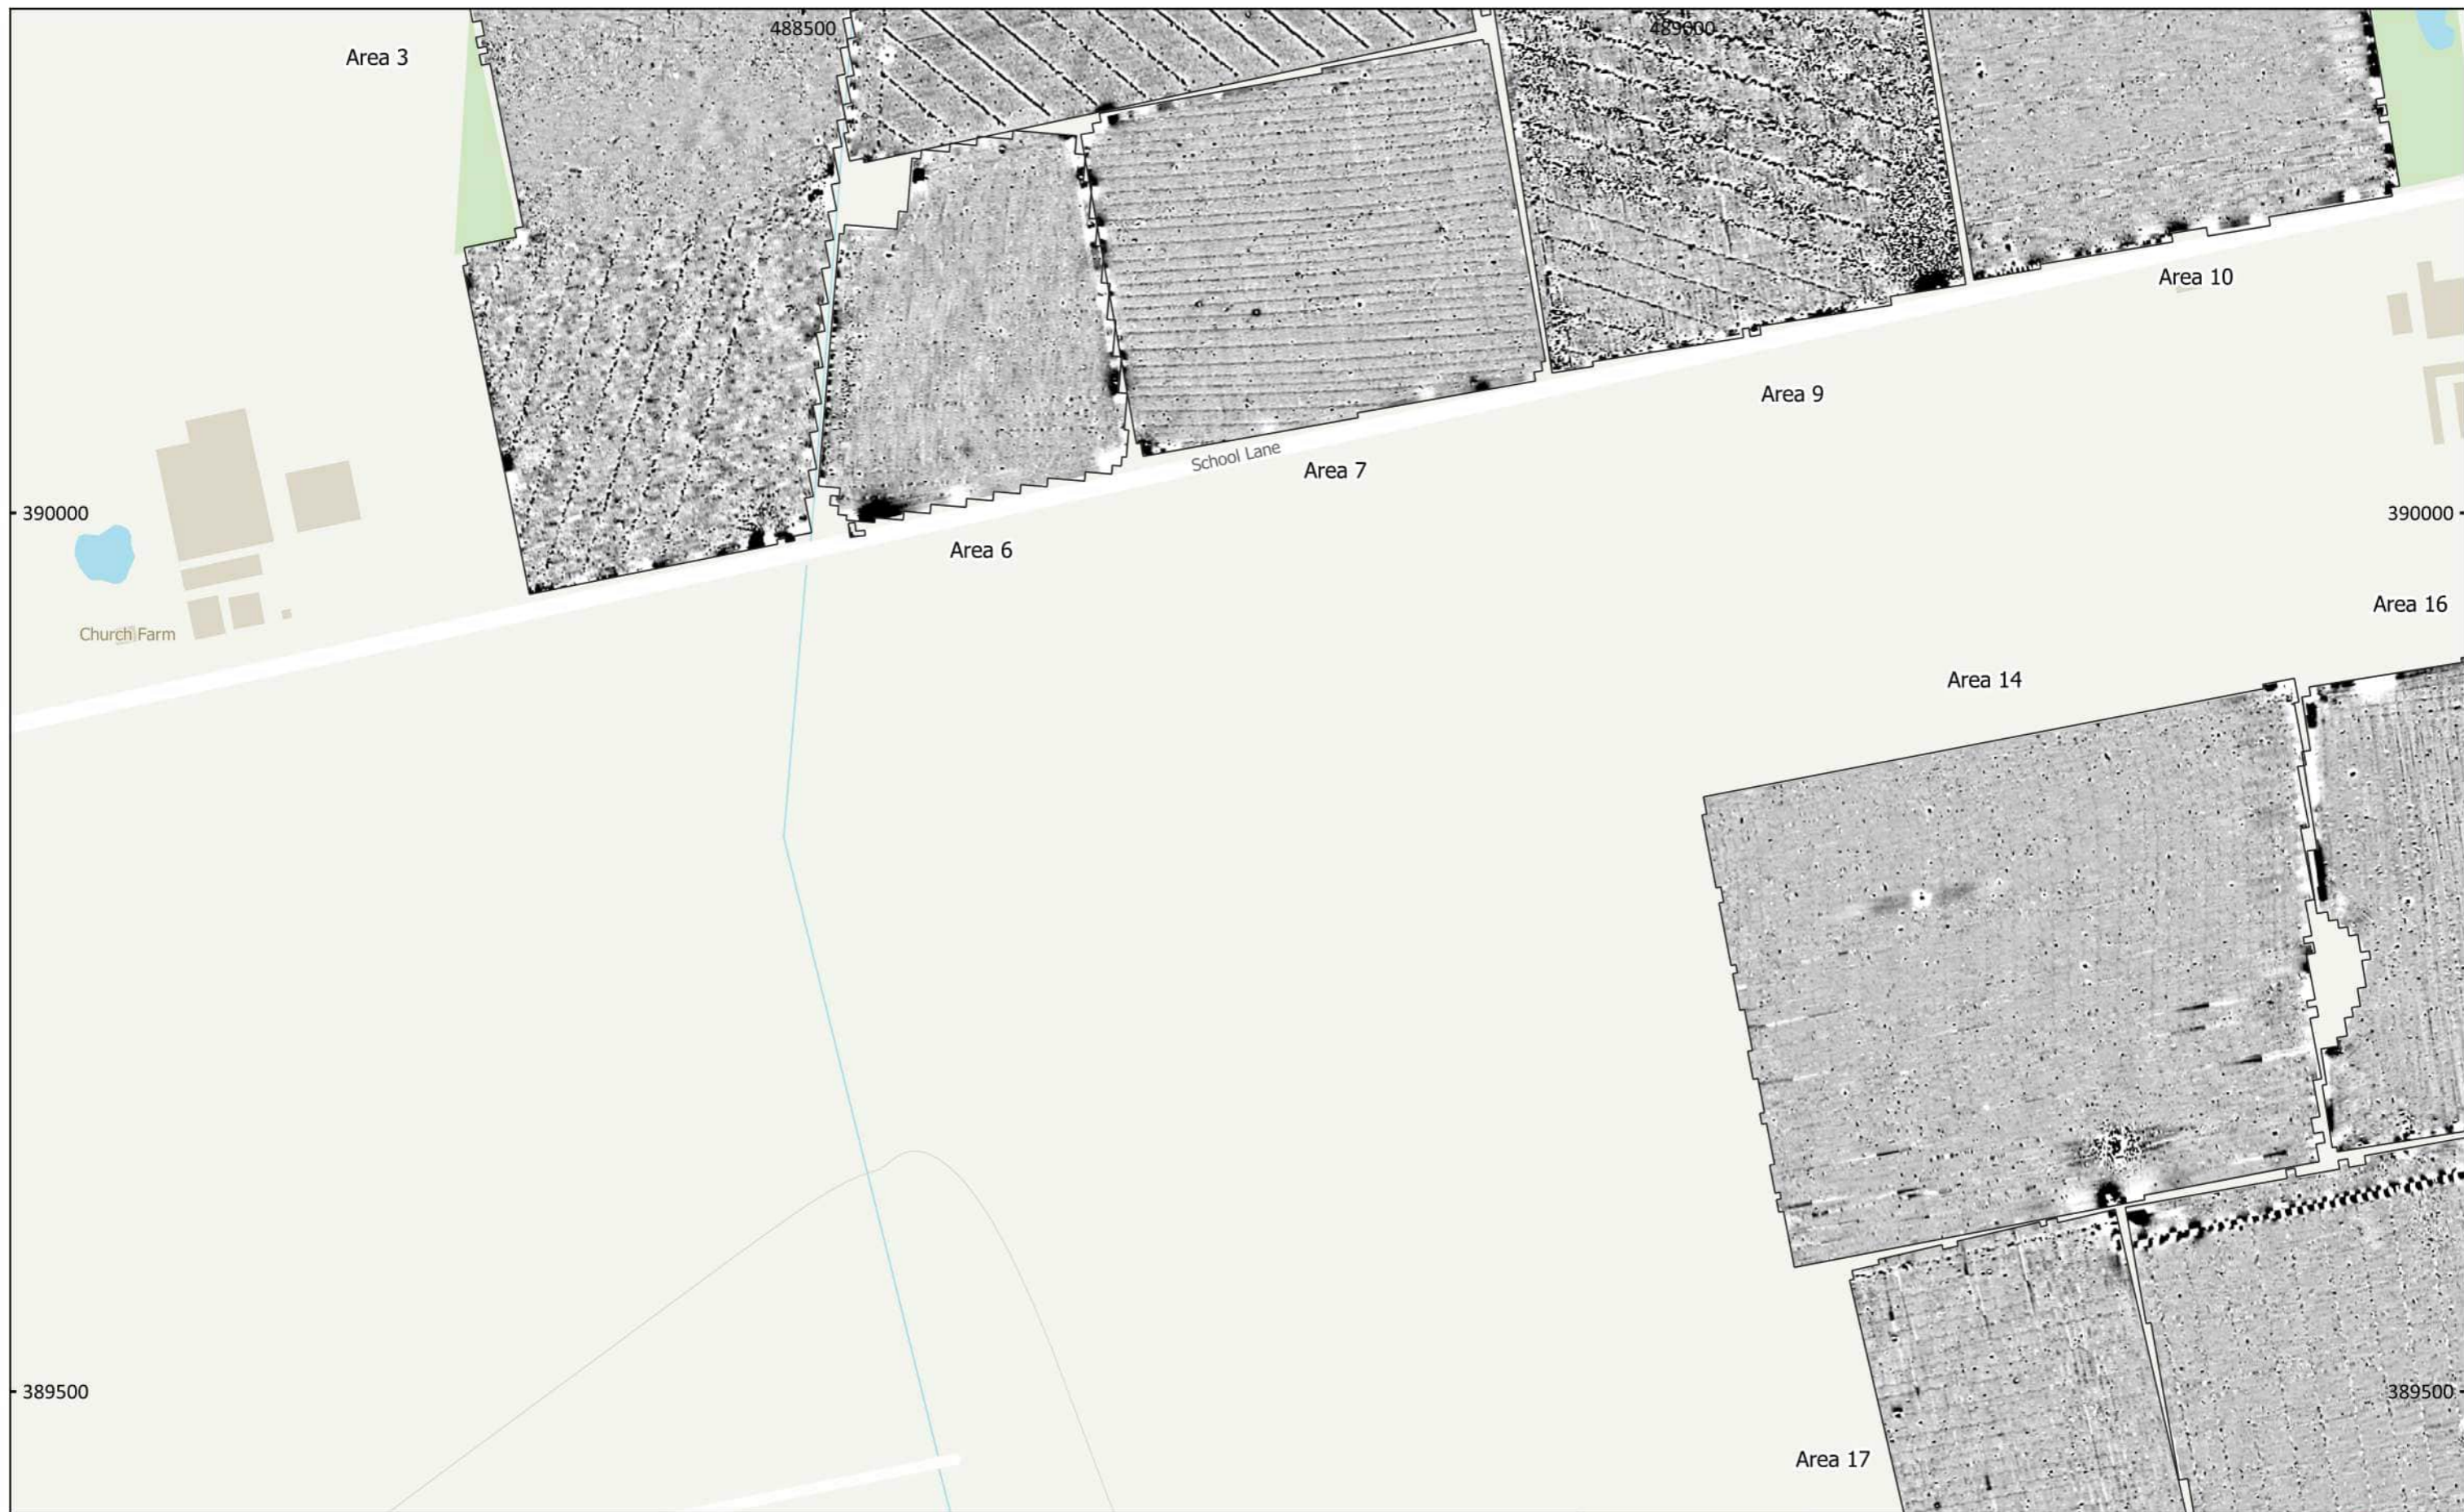 488500
489000
Area 3
Area 10
Area 9
School Lane
Area 7
390000
390000
Area 6
Area 16
Church Farm
Area 14
389500
389500
Area 17